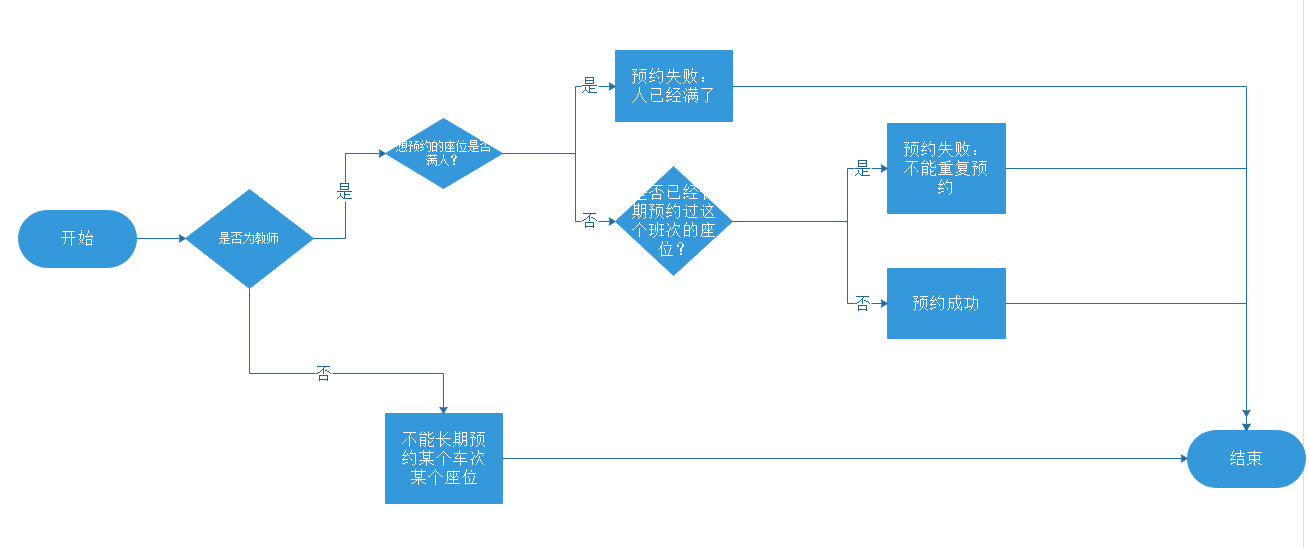 预约失败：
人已经满了
是
想预约的座位是否
满人？
预约失败：
不能重复预
约
是
是
否
期预约过这
个班次的座
位？
开始
是否为教师
否
预约成功
否
不能长期预
约某个车次
某个座位
结束